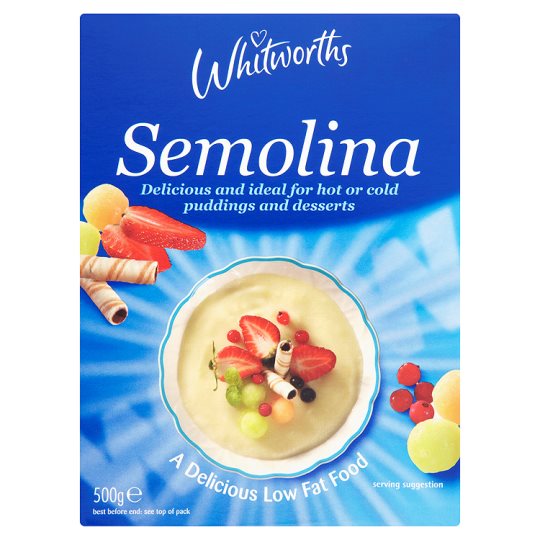 Whitworths
Semolina
Delicious and ideal for hot or cold
puddings and desserts
A Delicious Low Fat Food
serving suggestion
500g℮
best before end: see top of pack